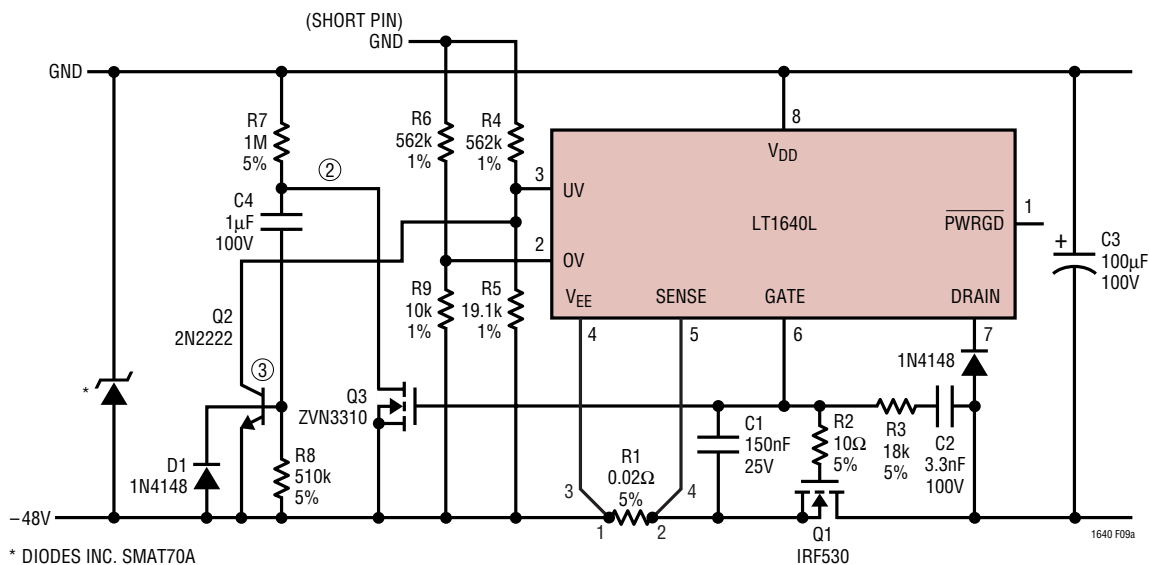 (SHORT PIN)
GND
GND
R7
1M
5%
R6
562k
1%
R4
562k
1%
8
VDD
3
UV
LT1640L
PWRGD
1
2
OV
VEE
SENSE
GATE
DRAIN
4
5
6
7
②
C4
1µF
100V
C3
100µF
100V
+
R9
10k
1%
R5
19.1k
1%
Q2
2N2222
③
*
Q3
ZVN3310
1N4148
C1
150nF
25V
R2
10Ω
5%
R3
18k
5%
C2
3.3nF
100V
R1
0.02Ω
5%
3
4
1
2
D1
1N4148
R8
510k
5%
–48V
Q1
IRF530
1640 F09a
* DIODES INC. SMAT70A